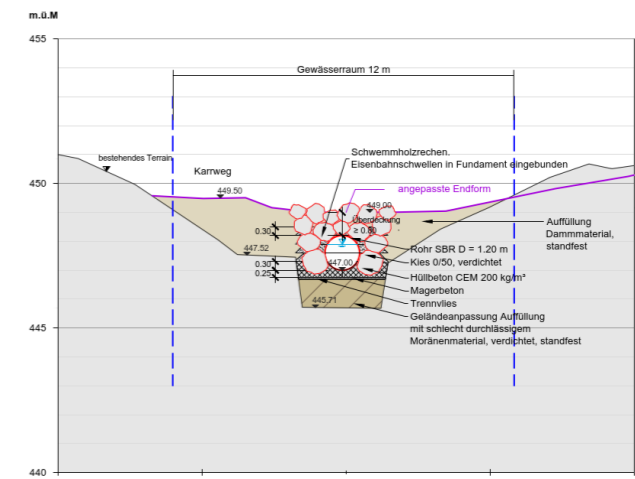 m.ü.M
455
Gewässerraum 12 m
Schwemmholzrechen.
Eisenbahnschwellen in Fundament eingebunden
bestehendes Terrain
Karrweg
450
449.50
angepasste Endform
449.00
Überdeckung
≥ 0.80
0.30
Auffüllung
Dammmaterial,
standfest
447.52
Rohr SBR D = 1.20 m
Kies 0/50, verdichtet
0.30
447.00
0.25
Hüllbeton CEM 200 kg/m³
Magerbeton
Trennvlies
445.71
Geländeanpassung Auffüllung
mit schlecht durchlässigem
Moränenmaterial, verdichtet, standfest
445
440